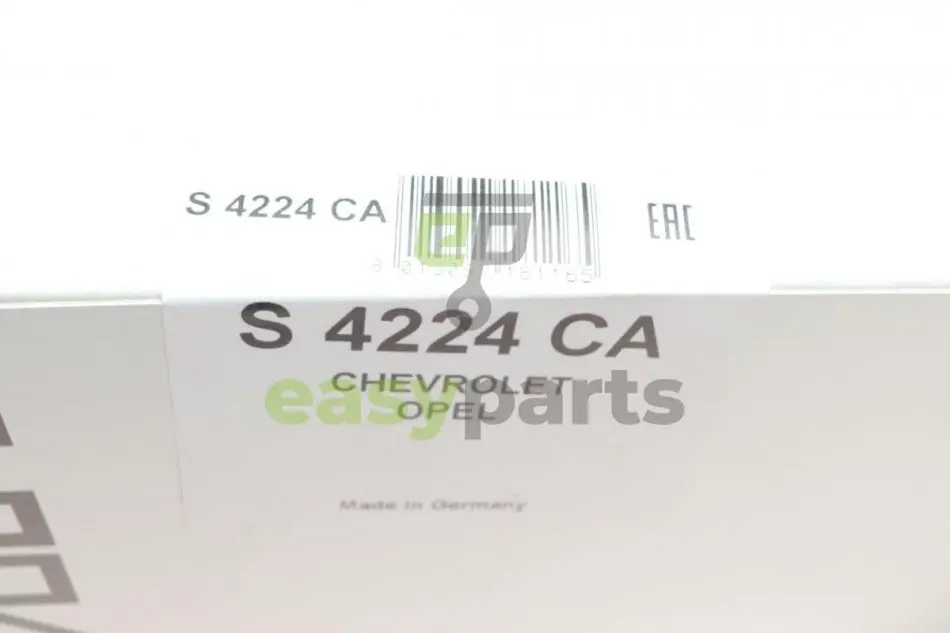 S 4224 CA
EAC
S 4224 CA
CHEVROLET
OPEL
easyparts
Made in Germany